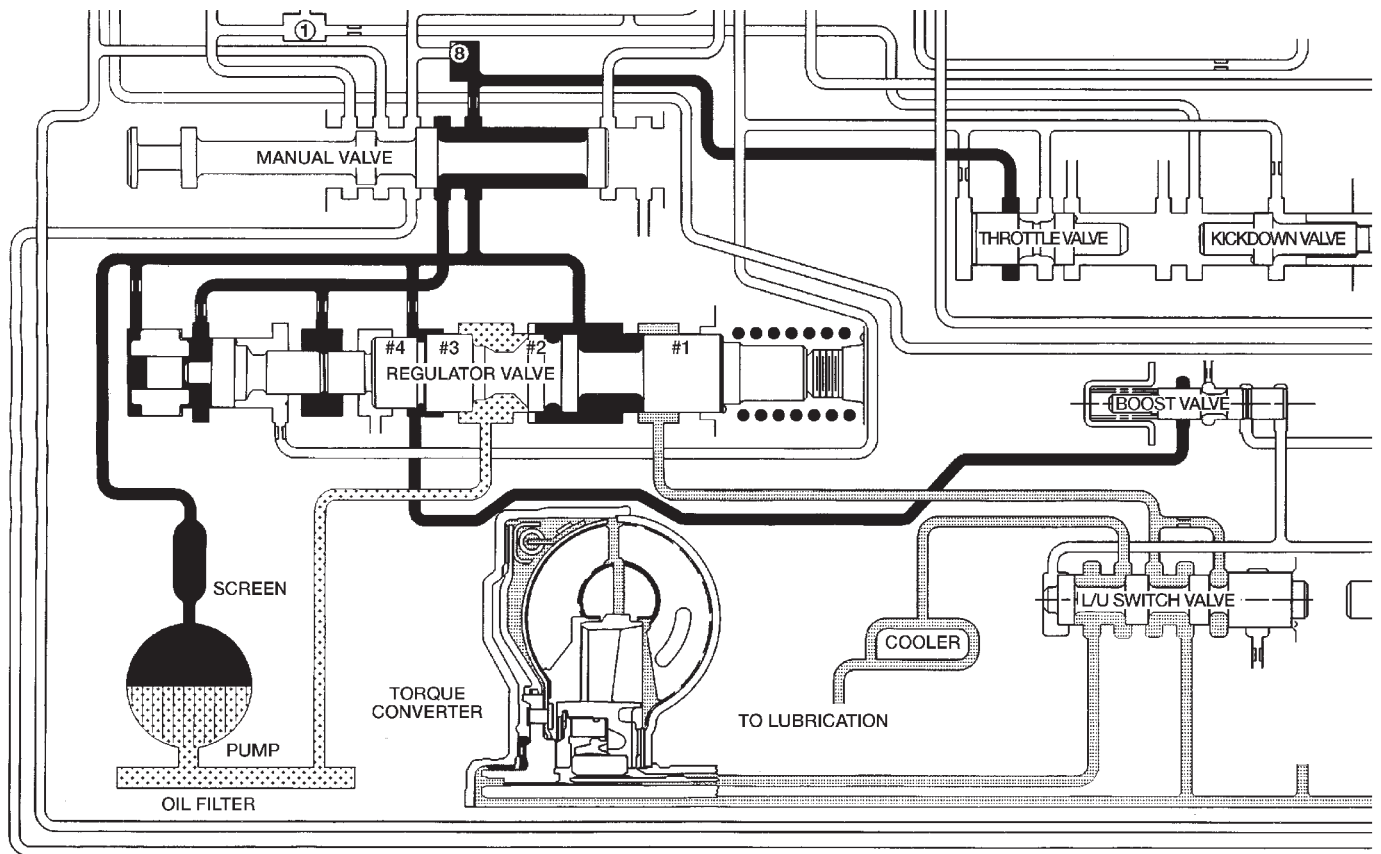 ①
⑧
MANUAL VALVE
THROTTLE VALVE
KICKDOWN VALVE
#4
#3
#2
#1
REGULATOR VALVE
BOOST VALVE
SCREEN
L/U SWITCH VALVE
COOLER
TORQUE
CONVERTER
TO LUBRICATION
PUMP
OIL FILTER